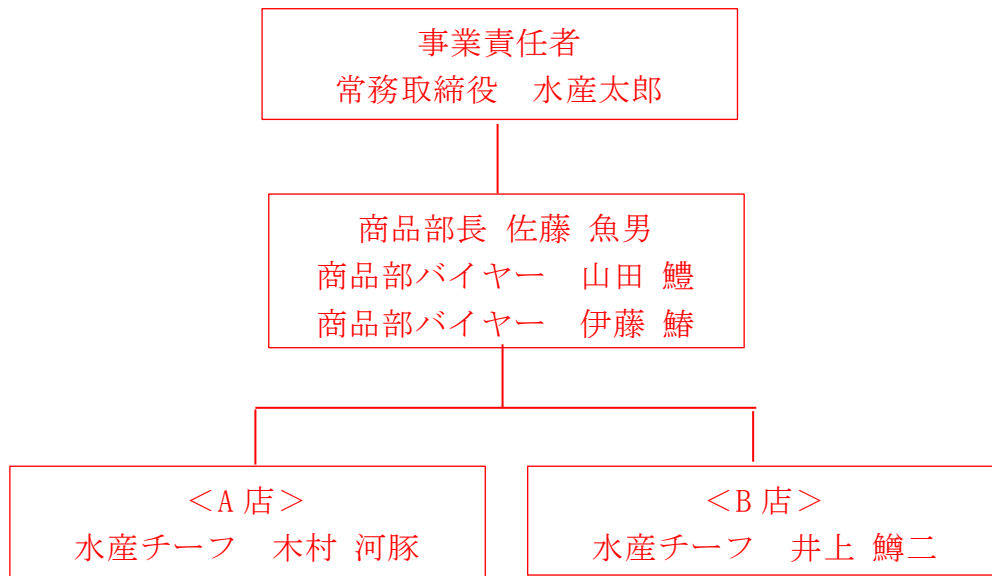 事業責任者
常務取締役　水産太郎
商品部長 佐藤 魚男
商品部バイヤー　山田 鱧
商品部バイヤー　伊藤 鰆
＜A 店＞
水産チーフ　木村 河豚
＜B 店＞
水産チーフ　井上 鱒二